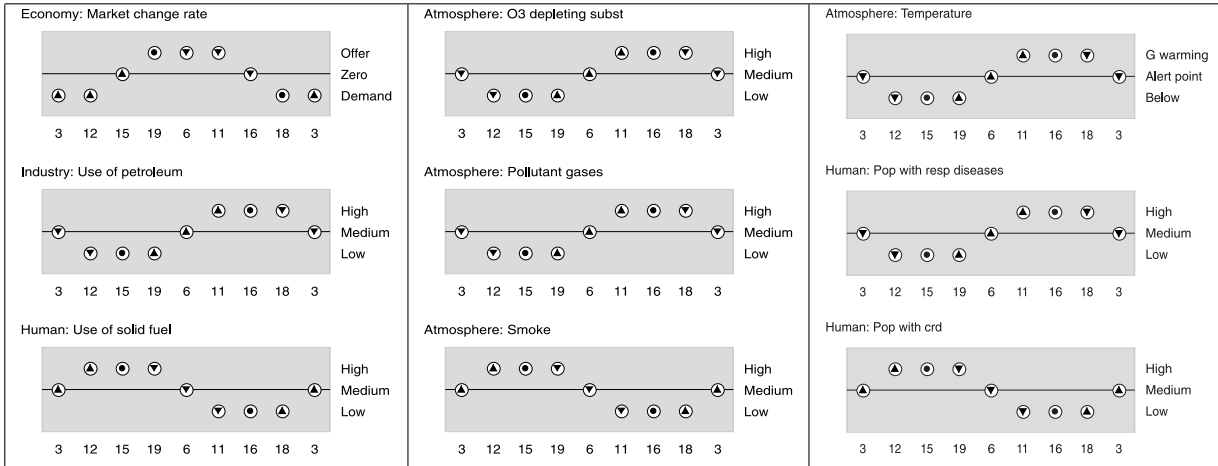 Economy: Market change rate
Offer
Zero
Demand
3 12 15 19 6 11 16 18 3
Industry: Use of petroleum
High
Medium
Low
3 12 15 19 6 11 16 18 3
Human: Use of solid fuel
High
Medium
Low
3 12 15 19 6 11 16 18 3
Atmosphere: O3 depleting subst
High
Medium
Low
3 12 15 19 6 11 16 18 3
Atmosphere: Pollutant gases
High
Medium
Low
3 12 15 19 6 11 16 18 3
Atmosphere: Smoke
High
Medium
Low
3 12 15 19 6 11 16 18 3
Atmosphere: Temperature
G warming
Alert point
Below
3 12 15 19 6 11 16 18 3
Human: Pop with resp diseases
High
Medium
Low
3 12 15 19 6 11 16 18 3
Human: Pop with crd
High
Medium
Low
3 12 15 19 6 11 16 18 3